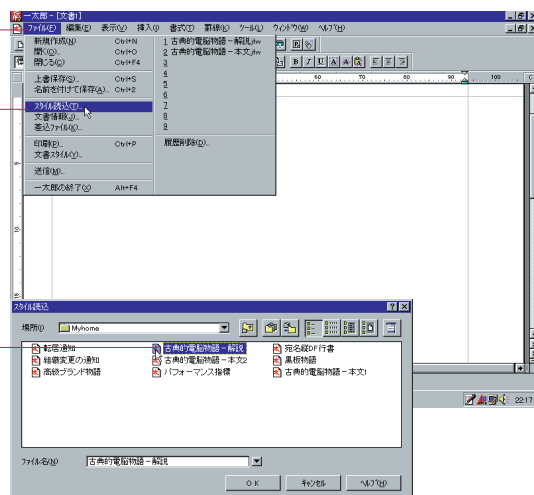 一太郎 - [文書1]
ファイル(F) 編集(E) 表示(V) 挿入(I) 書式(T) 罫線(K) ツール(L) ウィンドウ(W) ヘルプ(H)
新規作成(N) Ctrl+N
開く(O)... Ctrl+O
閉じる(C) Ctrl+F4
上書保存(S)... Ctrl+S
名前を付けて保存(A)... Ctrl+2
スタイル読込(T)...
文書情報(J)...
差込ファイル(K)...
印刷(P)... Ctrl+P
文書スタイル(Y)...
送信(M)...
一太郎の終了(X) Alt+F4
1 古典的電脳物語-解説.jfw
2 古典的電脳物語-本文.jfw
3
4
5
6
7
8
9
履歴削除(D)...
B I U A A
60 70 80 90 100
スタイル読込
場所(I) Myhome
転居通知 古典的電脳物語-解説 宛名縦DF行書
組織変更の通知 古典的電脳物語-本文2 黒板物語
高級ブランド物語 パフォーマンス指標 古典的電脳物語-本文1
ファイル名(N) 古典的電脳物語-解説
OK キャンセル ヘルプ(H)
22:17